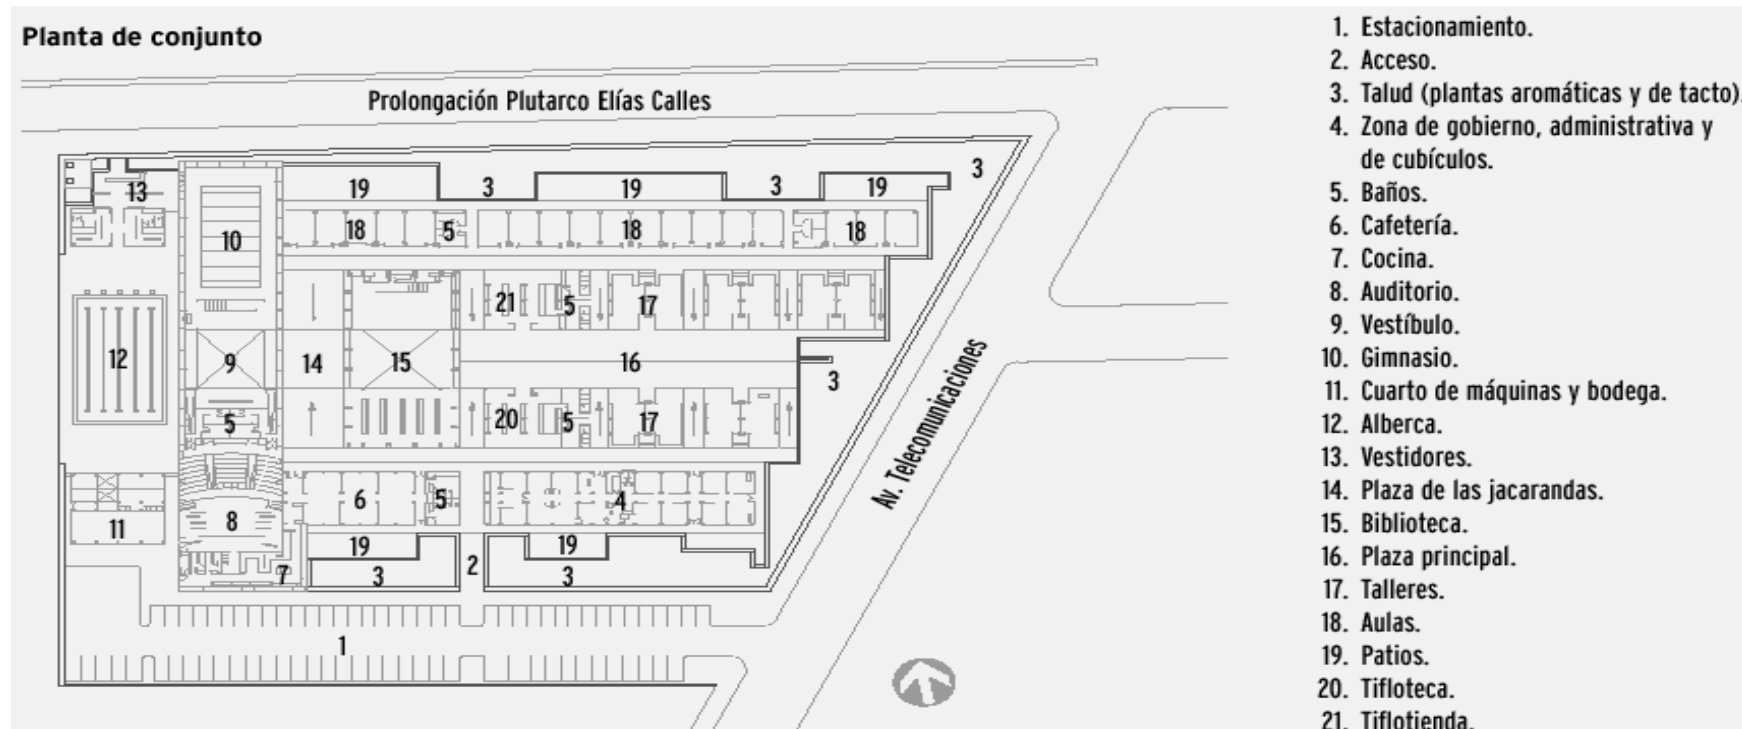 Planta de conjunto
Prolongación Plutarco Elías Calles
13
19
3
19
3
19
3
10
18
5
18
18
21
5
17
12
9
14
15
16
3
Av. Telecomunicaciones
5
20
5
17
6
5
4
11
8
19
19
7
3
2
3
1
1. Estacionamiento.
2. Acceso.
3. Talud (plantas aromáticas y de tacto).
4. Zona de gobierno, administrativa y
de cubículos.
5. Baños.
6. Cafetería.
7. Cocina.
8. Auditorio.
9. Vestíbulo.
10. Gimnasio.
11. Cuarto de máquinas y bodega.
12. Alberca.
13. Vestidores.
14. Plaza de las jacarandas.
15. Biblioteca.
16. Plaza principal.
17. Talleres.
18. Aulas.
19. Patios.
20. Tifloteca.
21. Tiflotienda.